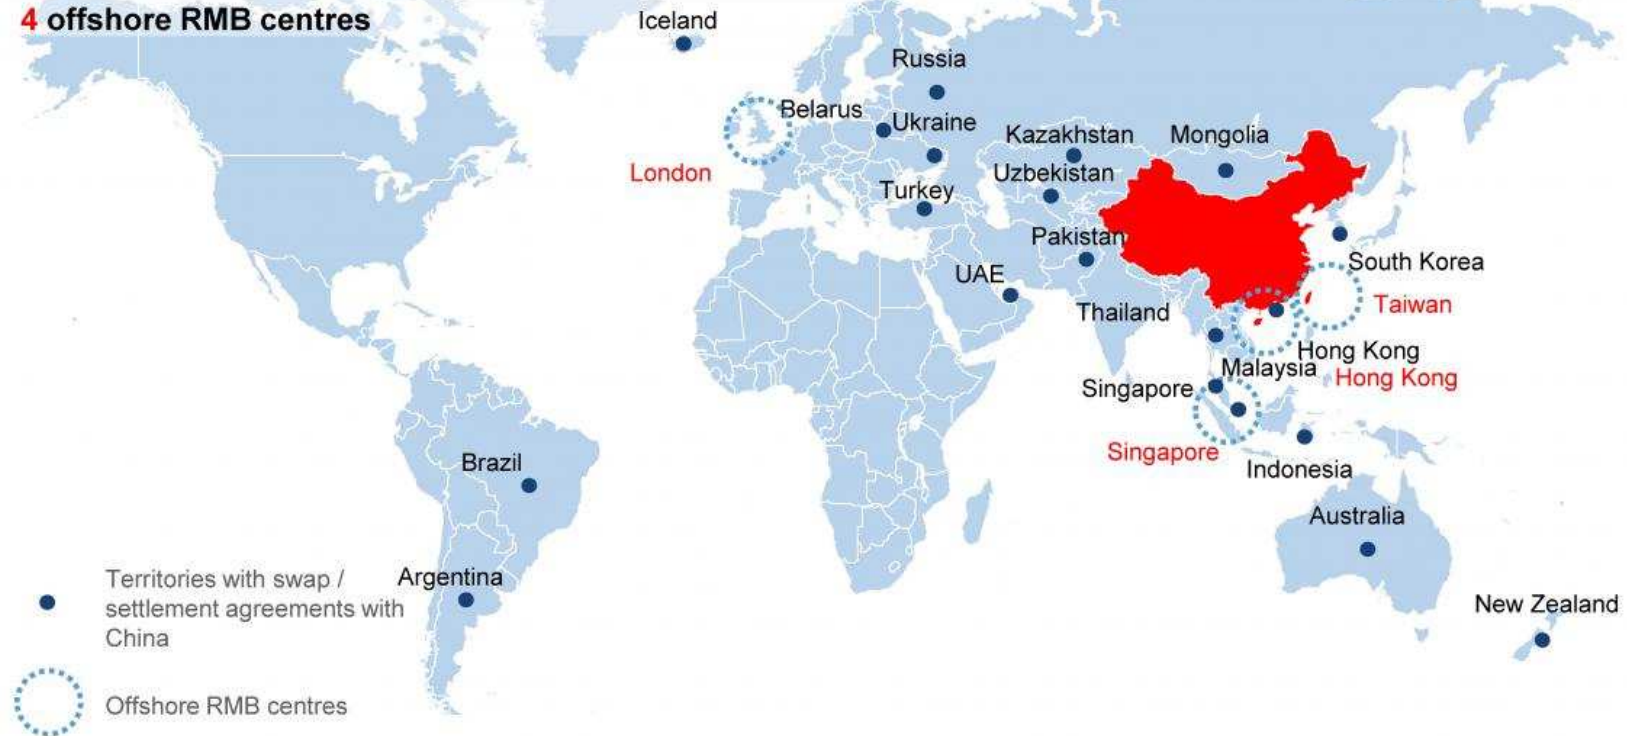 4 offshore RMB centres
Iceland
Russia
Belarus
Ukraine
Kazakhstan
Mongolia
London
Uzbekistan
Turkey
Pakistan
South Korea
UAE
Taiwan
Thailand
Hong Kong
Malaysia
Hong Kong
Singapore
Singapore
Indonesia
Brazil
Australia
Argentina
New Zealand
Territories with swap /
settlement agreements with
China
Offshore RMB centres